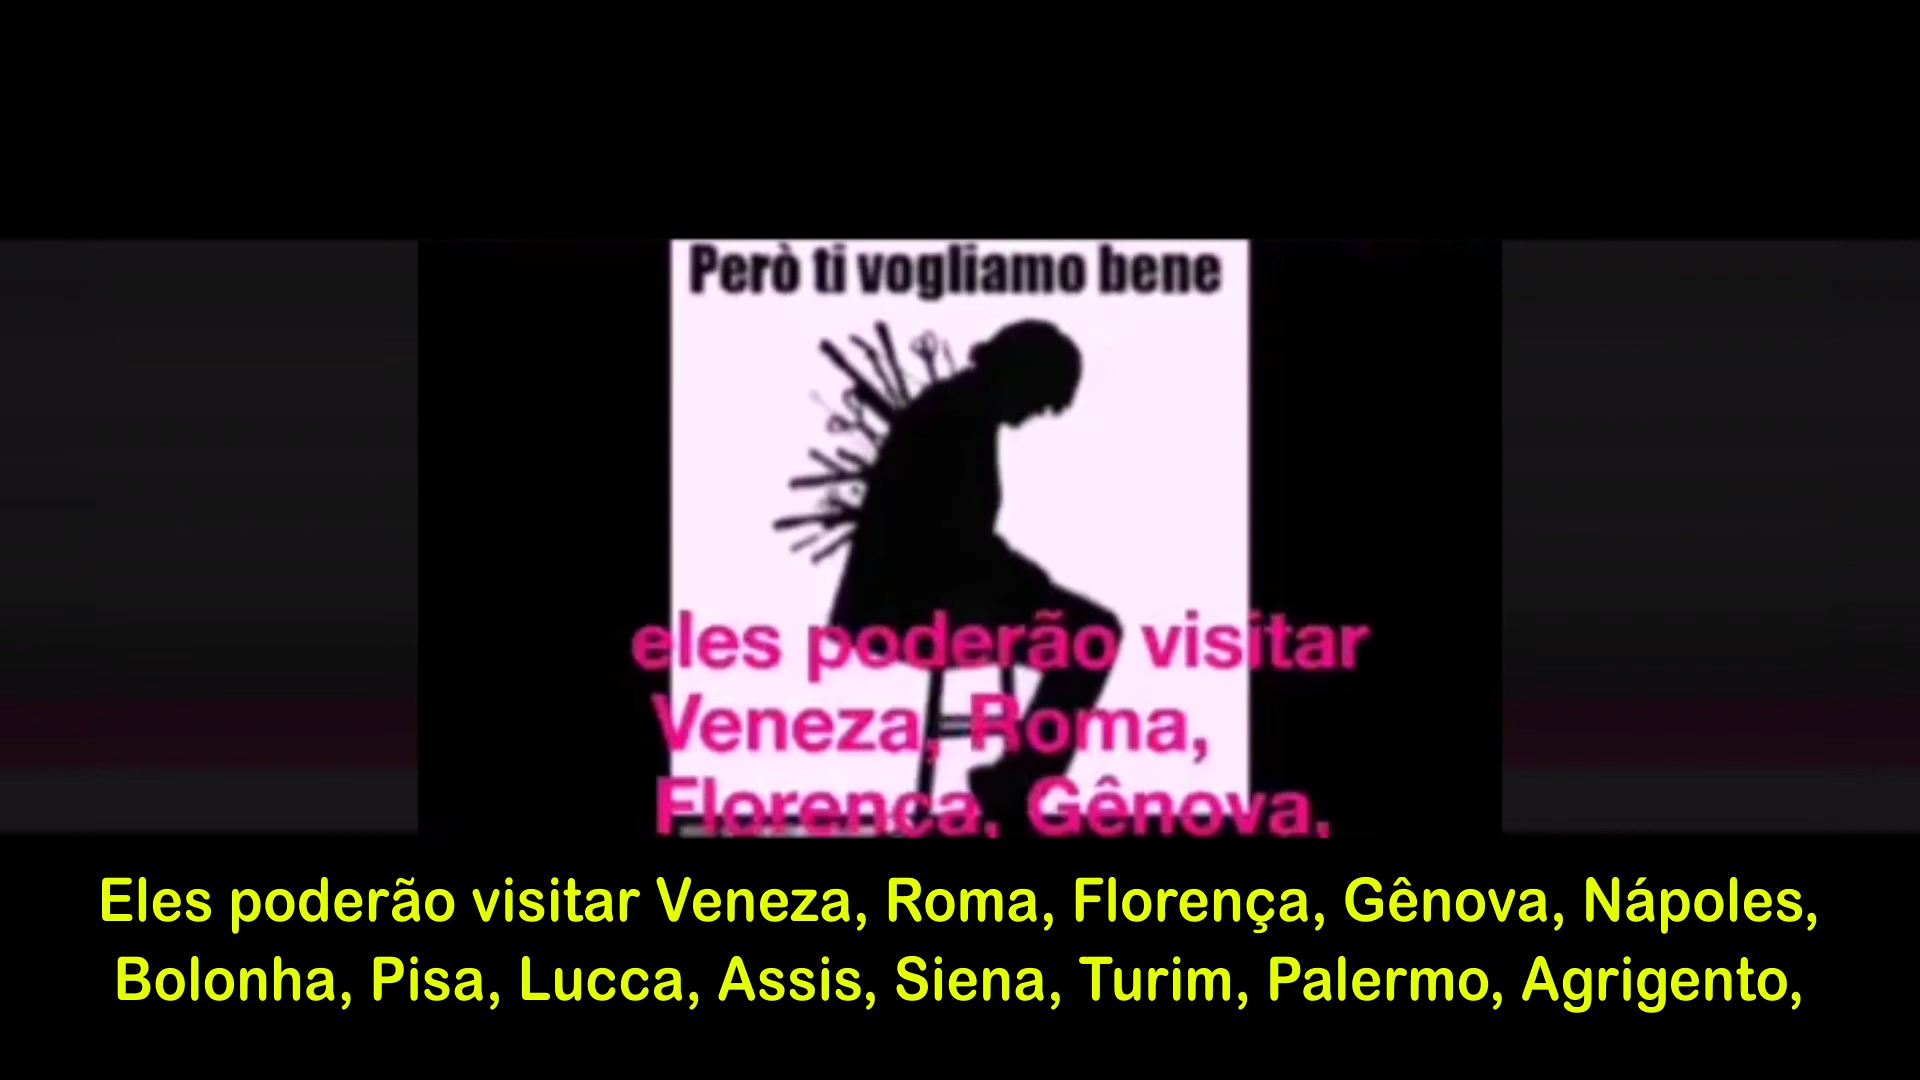 Però ti vogliamo bene
eles poderão visitar
Veneza, Roma,
Florença, Gênova,
Eles poderão visitar Veneza, Roma, Florença, Gênova, Nápoles,
Bolonha, Pisa, Lucca, Assis, Siena, Turim, Palermo, Agrigento,